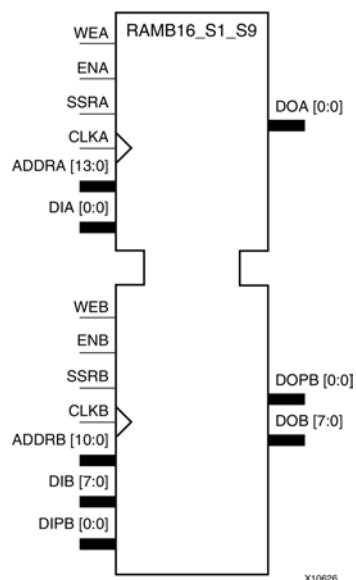 RAMB16_S1_S9
WEA
ENA
SSRA
CLKA
ADDRA [13:0]
DIA [0:0]
DOA [0:0]
WEB
ENB
SSRB
CLKB
ADDRB [10:0]
DIB [7:0]
DIPB [0:0]
DOPB [0:0]
DOB [7:0]
X10626